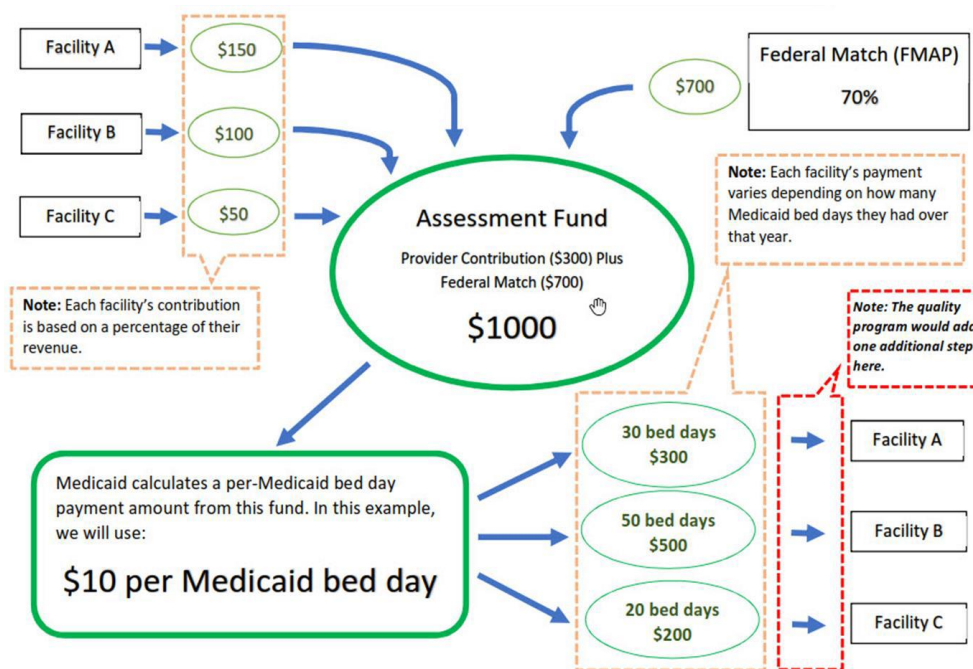 Facility A
$150
Facility B
$100
Facility C
$50
Note: Each facility's contribution
is based on a percentage of their
revenue.
$700
Federal Match (FMAP)
70%
Assessment Fund
Provider Contribution ($300) Plus
Federal Match ($700)
$1000
Note: Each facility's payment
varies depending on how many
Medicaid bed days they had over
that year.
Note: The quality
program would
one additional step
here.
Medicaid calculates a per-Medicaid bed day
payment amount from this fund. In this example,
we will use:
$10 per Medicaid bed day
30 bed days
$300
50 bed days
$500
20 bed days
$200
Facility A
Facility B
Facility C